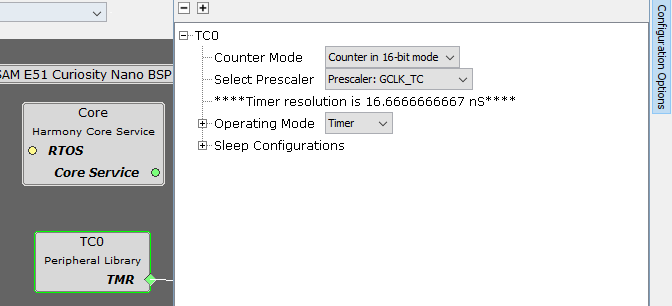 SAM E51 Curiosity Nano BSP
Core
Harmony Core Service
RTOS
Core Service
TC0
Peripheral Library
TMR
TC0
Counter Mode Counter in 16-bit mode
Select Prescaler Prescaler: GCLK_TC
****Timer resolution is 16.6666666667 nS****
Operating Mode Timer
Sleep Configurations
Configuration Options